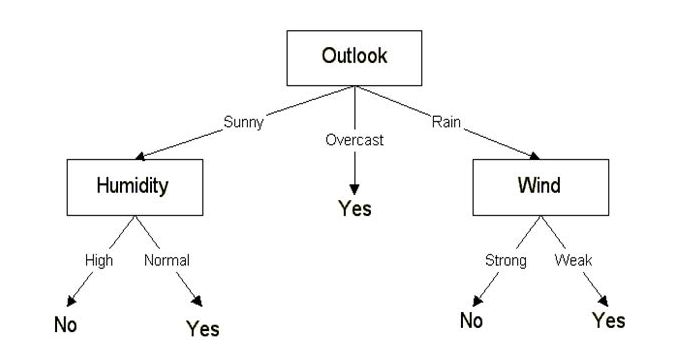 Outlook
Sunny
Overcast
Rain
Humidity
Wind
Yes
High
Normal
Strong
Weak
No
Yes
No
Yes